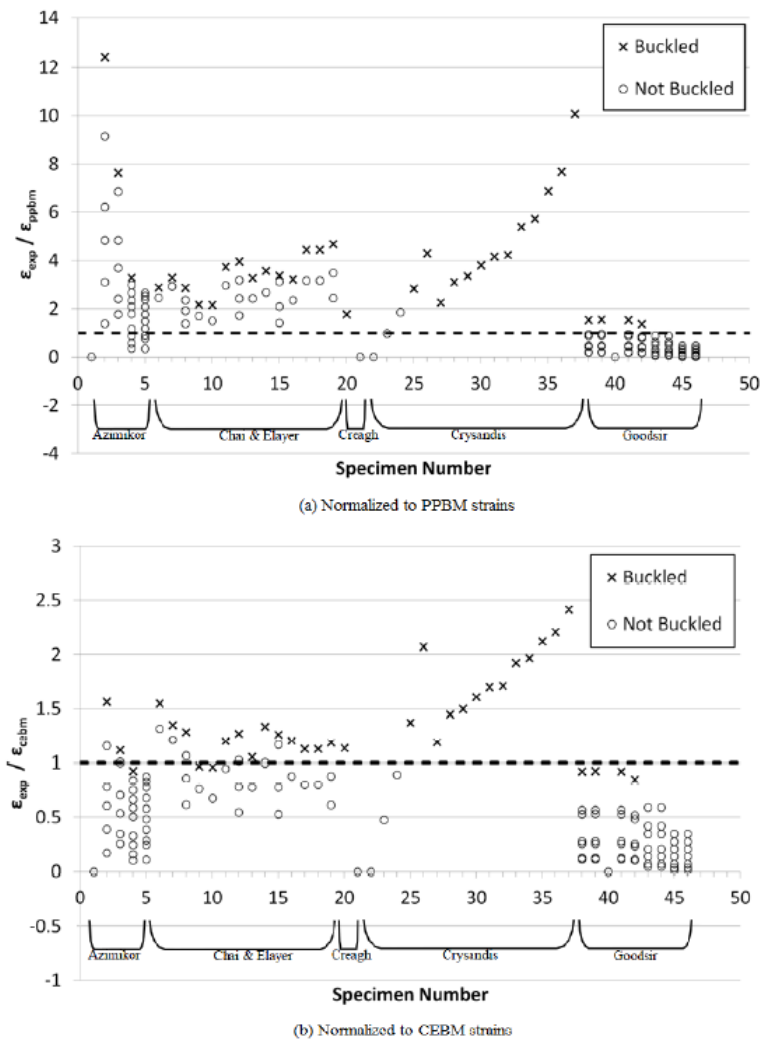 14
12
10
8
6
4
2
0
-2
-4
ε_exp / ε_ppbm
× Buckled
○ Not Buckled
0 5 10 15 20 25 30 35 40 45 50
Azimikor Chai & Elayer Creagh Crysandis Goodsir
Specimen Number
(a) Normalized to PPBM strains
3
2.5
2
1.5
1
0.5
0
-0.5
-1
ε_exp / ε_cebm
× Buckled
○ Not Buckled
0 5 10 15 20 25 30 35 40 45 50
Azimikor Chai & Elayer Creagh Crysandis Goodsir
Specimen Number
(b) Normalized to CEBM strains